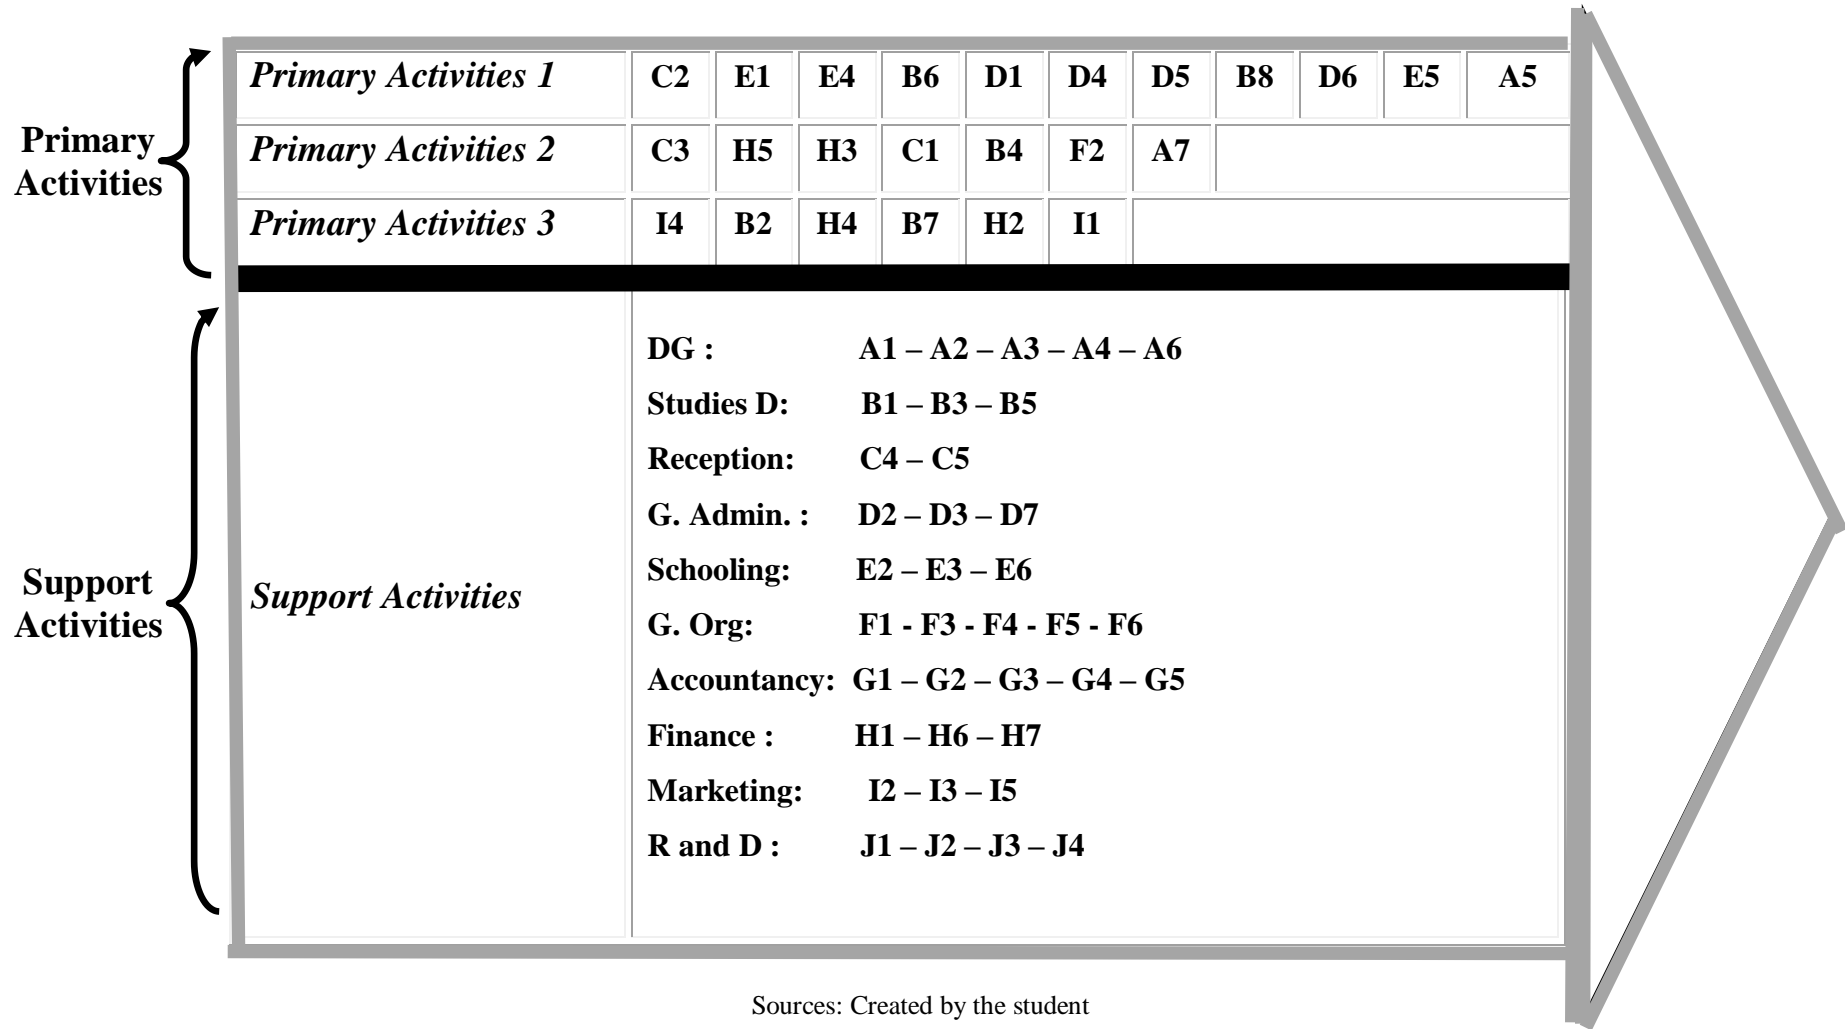 Primary Activities
Primary Activities 1 C2 E1 E4 B6 D1 D4 D5 B8 D6 E5 A5
Primary Activities 2 C3 H5 H3 C1 B4 F2 A7
Primary Activities 3 I4 B2 H4 B7 H2 I1
Support Activities
Support Activities
DG : A1 – A2 – A3 – A4 – A6
Studies D: B1 – B3 – B5
Reception: C4 – C5
G. Admin. : D2 – D3 – D7
Schooling: E2 – E3 – E6
G. Org: F1 - F3 - F4 - F5 - F6
Accountancy: G1 – G2 – G3 – G4 – G5
Finance : H1 – H6 – H7
Marketing: I2 – I3 – I5
R and D : J1 – J2 – J3 – J4
Sources: Created by the student